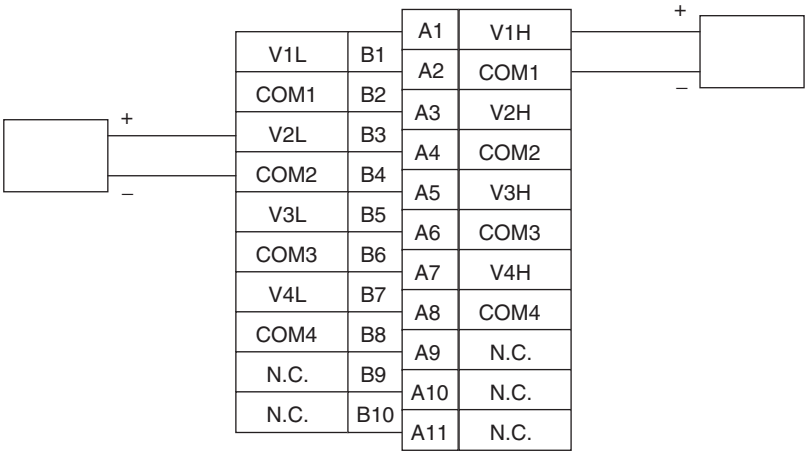 +
A1 V1H
V1L B1
A2 COM1
COM1 B2
−
A3 V2H
+
V2L B3
A4 COM2
COM2 B4
−
A5 V3H
V3L B5
A6 COM3
COM3 B6
A7 V4H
V4L B7
A8 COM4
COM4 B8
A9 N.C.
N.C. B9
A10 N.C.
N.C. B10
A11 N.C.